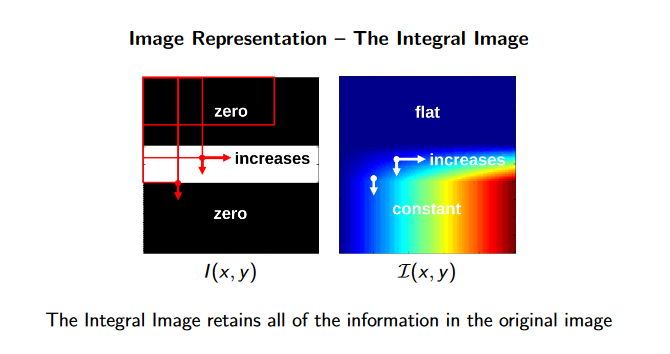 Image Representation – The Integral Image
zero
flat
increases
increases
zero
constant
I(x, y)
ℐ(x, y)
The Integral Image retains all of the information in the original image